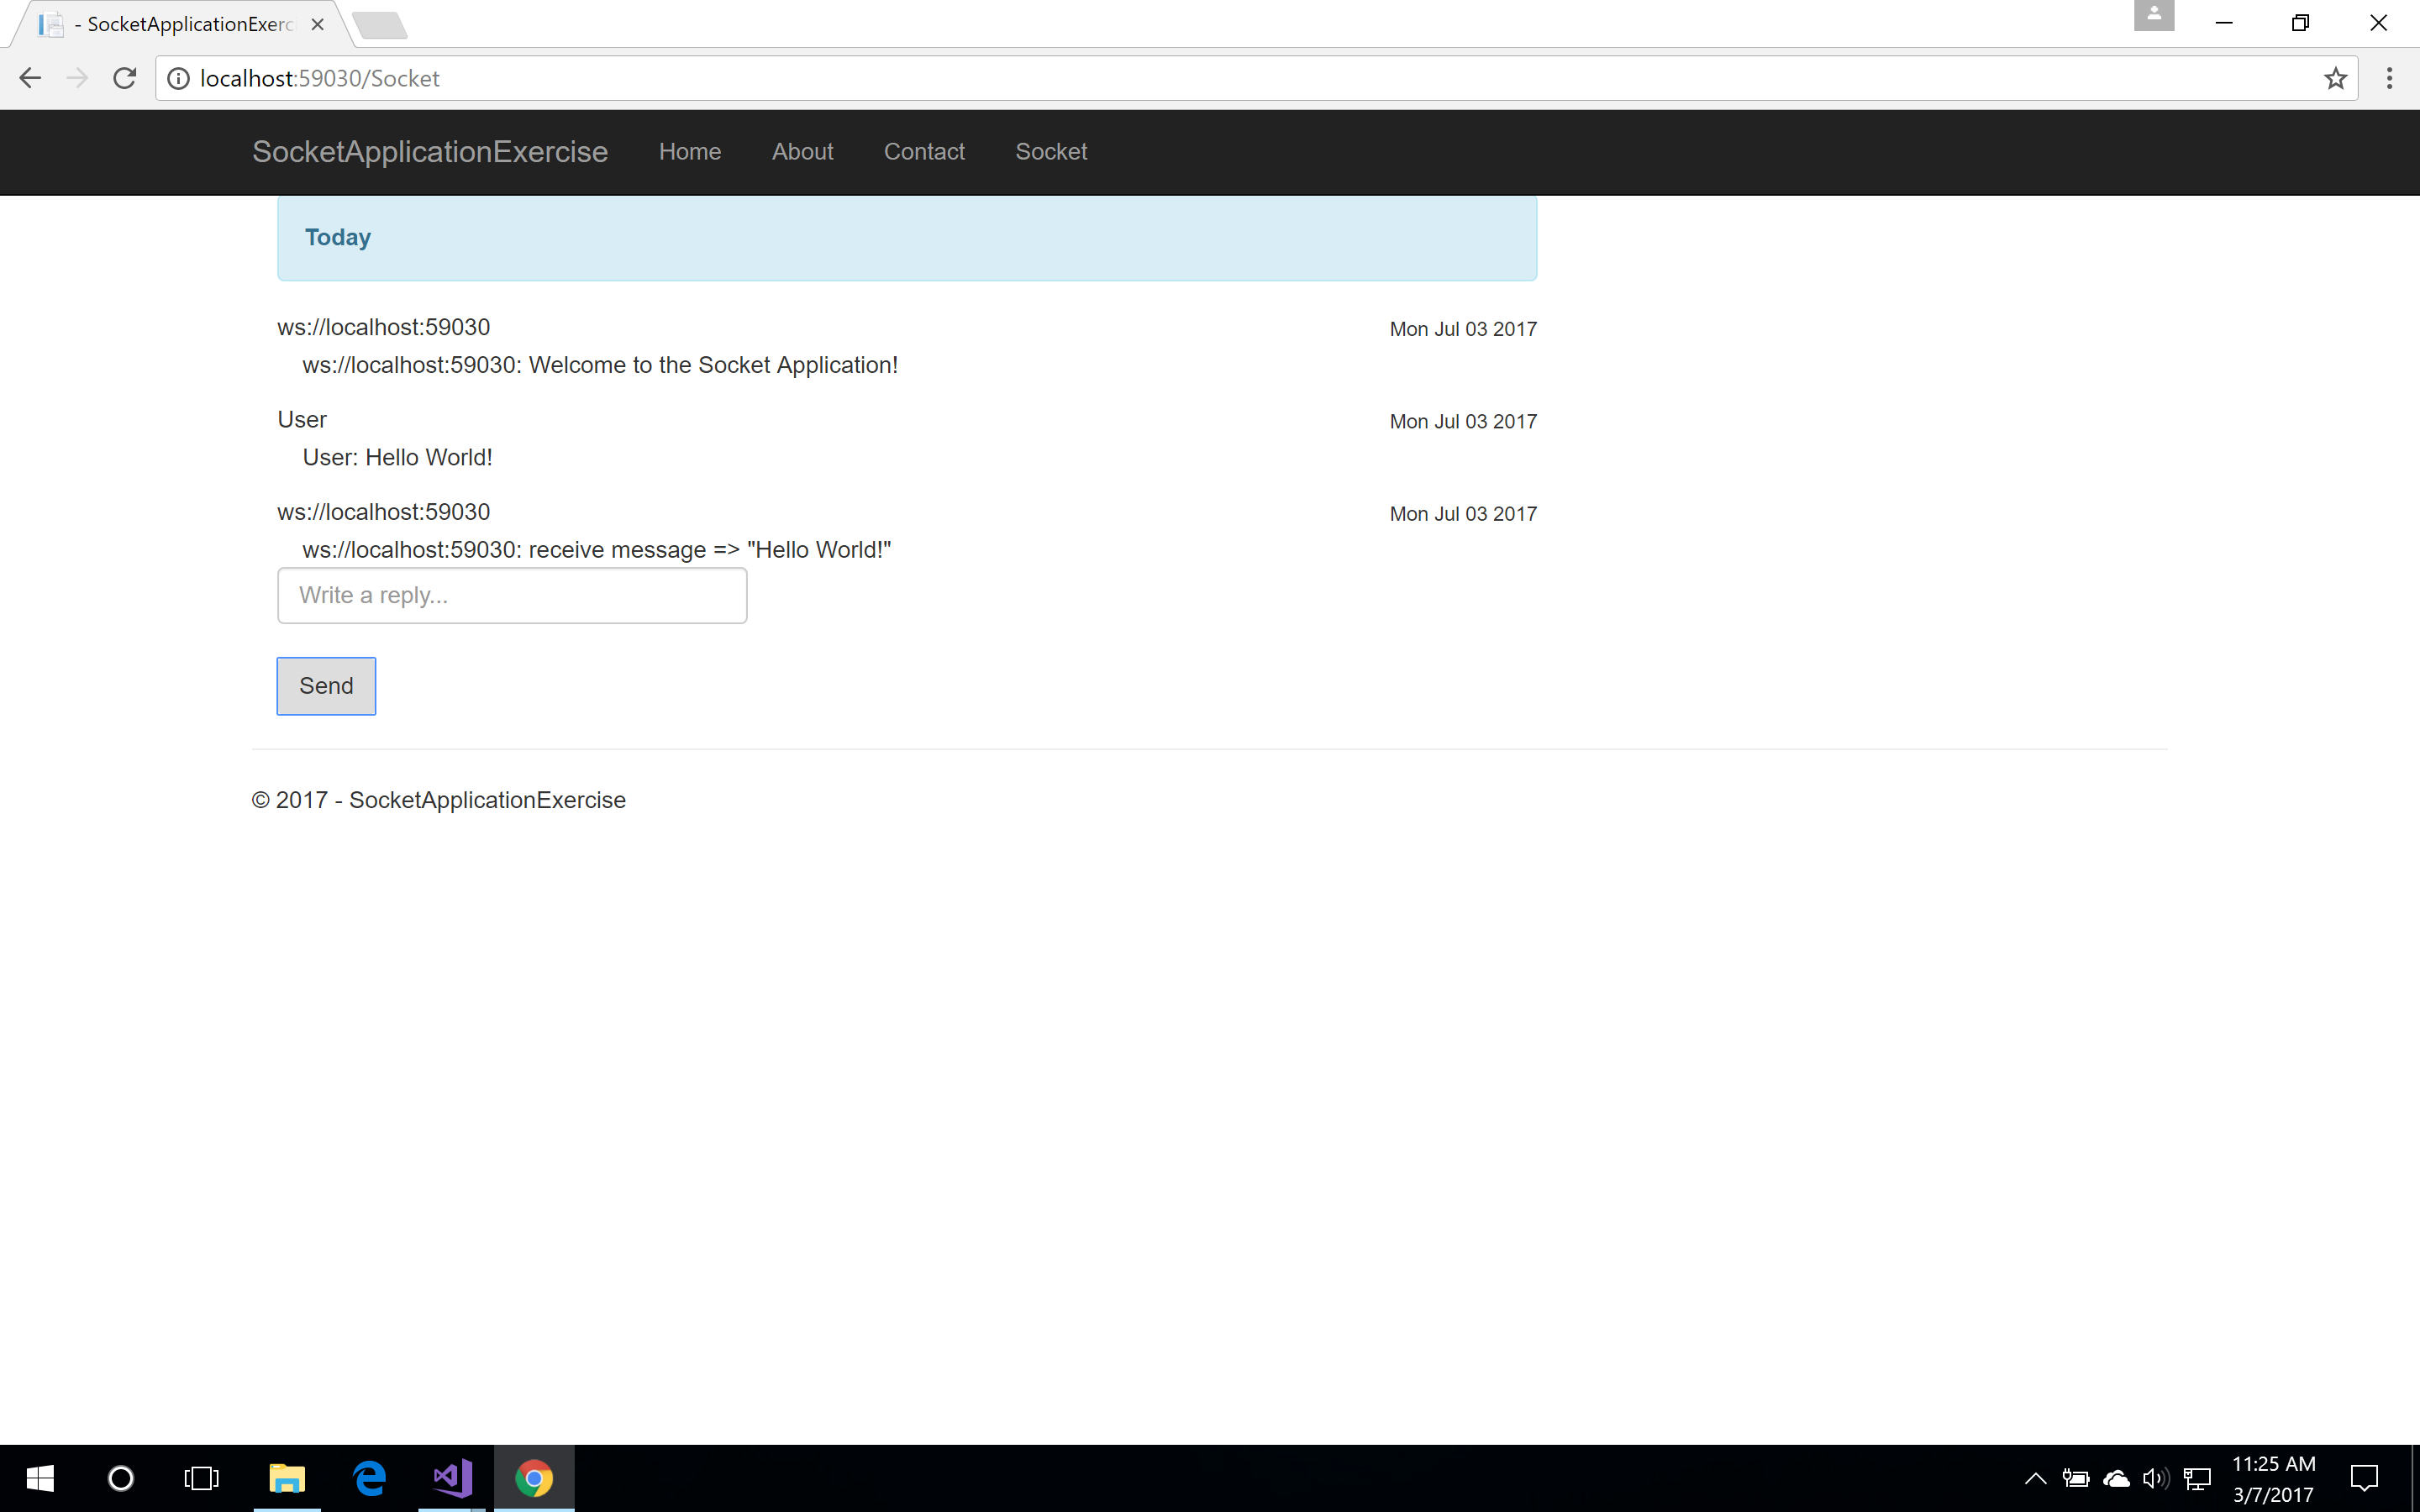 - SocketApplicationExerc
localhost:59030/Socket
SocketApplicationExercise Home About Contact Socket
Today
ws://localhost:59030 Mon Jul 03 2017
ws://localhost:59030: Welcome to the Socket Application!
User Mon Jul 03 2017
User: Hello World!
ws://localhost:59030 Mon Jul 03 2017
ws://localhost:59030: receive message => "Hello World!"
Write a reply...
Send
© 2017 - SocketApplicationExercise
11:25 AM
3/7/2017